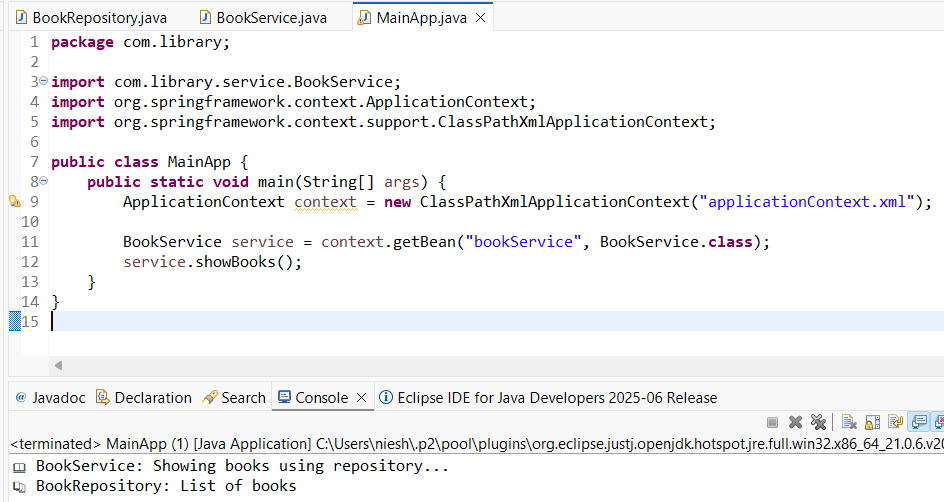 BookRepository.java BookService.java MainApp.java
1 package com.library;
2
3 import com.library.service.BookService;
4 import org.springframework.context.ApplicationContext;
5 import org.springframework.context.support.ClassPathXmlApplicationContext;
6
7 public class MainApp {
8 public static void main(String[] args) {
9 ApplicationContext context = new ClassPathXmlApplicationContext("applicationContext.xml");
10
11 BookService service = context.getBean("bookService", BookService.class);
12 service.showBooks();
13 }
14 }
15
@ Javadoc Declaration Search Console Eclipse IDE for Java Developers 2025-06 Release
<terminated> MainApp (1) [Java Application] C:\Users\niesh\.p2\pool\plugins\org.eclipse.justj.openjdk.hotspot.jre.full.win32.x86_64_21.0.6.v20
📖 BookService: Showing books using repository...
📚 BookRepository: List of books